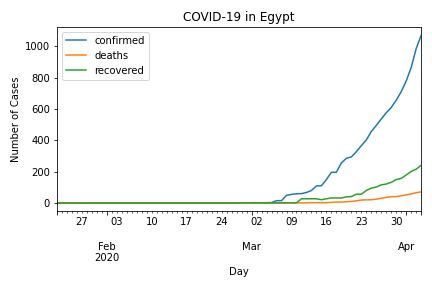 COVID-19 in Egypt
confirmed
deaths
recovered
Number of Cases
1000
800
600
400
200
0
27 03 10 17 24 02 09 16 23 30
Feb Mar Apr
2020
Day